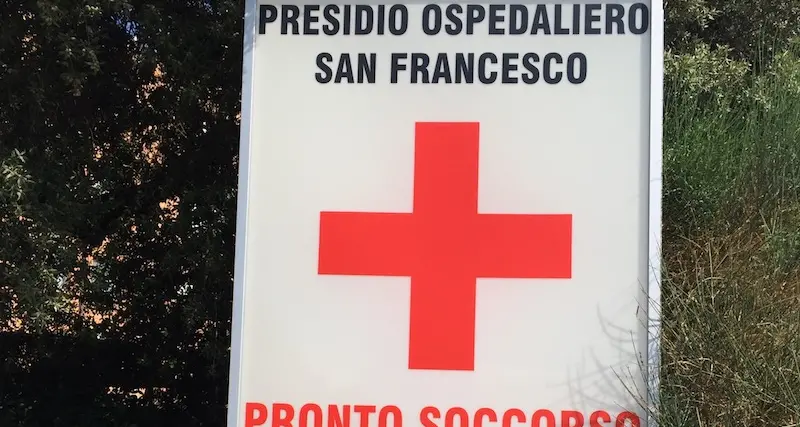 PRESIDIO OSPEDALIERO
SAN FRANCESCO
PRONTO SOCCORSO